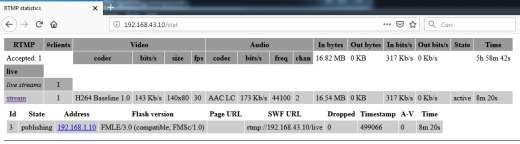 RTMP statistics
192.168.43.10/stat
RTMP #clients Video Audio In bytes Out bytes In bits/s Out bits/s State Time
Accepted: 1 codec bits/s size fps codec bits/s freq chan 16.82 MB 0 KB 317 Kb/s 0 Kb/s 5h 58m 42s
live
live streams 1
stream 1 H264 Baseline 1.0 143 Kb/s 140x80 30 AAC LC 173 Kb/s 44100 2 16.54 MB 0 KB 317 Kb/s 0 Kb/s active 8m 20s
Id State Address Flash version Page URL SWF URL Dropped Timestamp A-V Time
3 publishing 192.168.1.10 FMLE/3.0 (compatible; FMSc/1.0) rtmp://192.168.43.10/live 0 499066 0 8m 20s